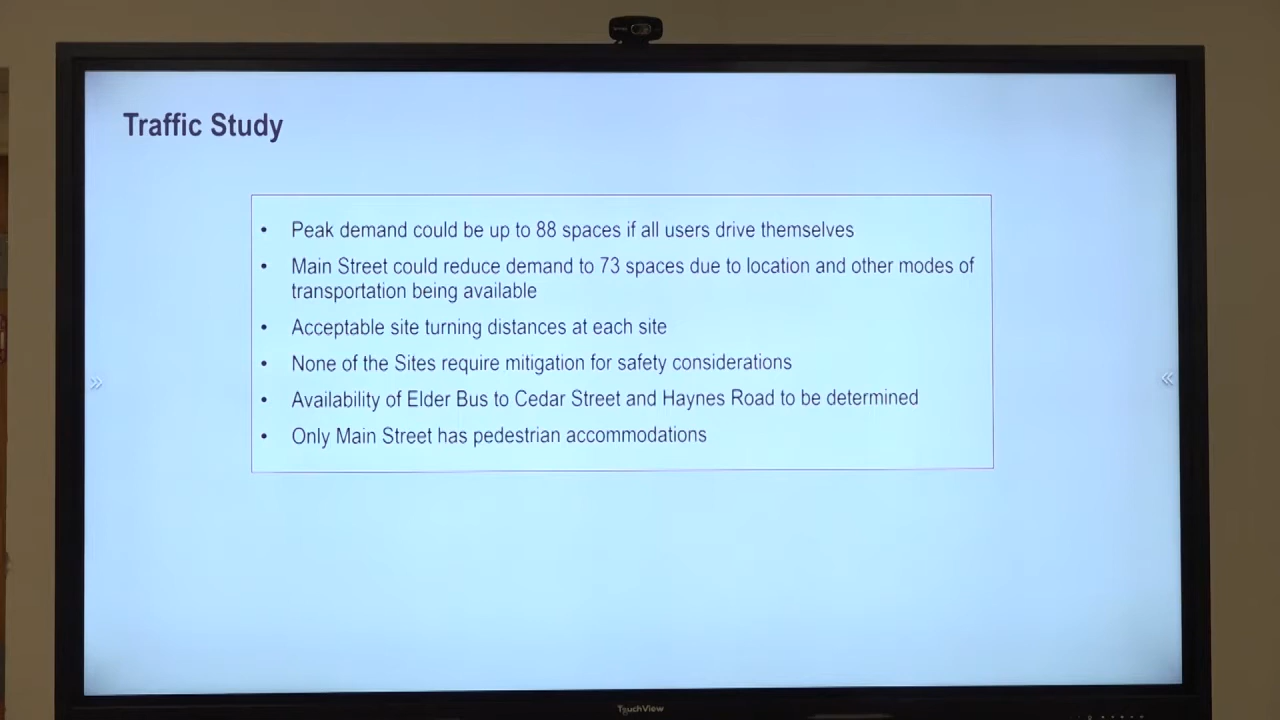 Traffic Study
• Peak demand could be up to 88 spaces if all users drive themselves
• Main Street could reduce demand to 73 spaces due to location and other modes of
transportation being available
• Acceptable site turning distances at each site
• None of the Sites require mitigation for safety considerations
• Availability of Elder Bus to Cedar Street and Haynes Road to be determined
• Only Main Street has pedestrian accommodations
TouchView